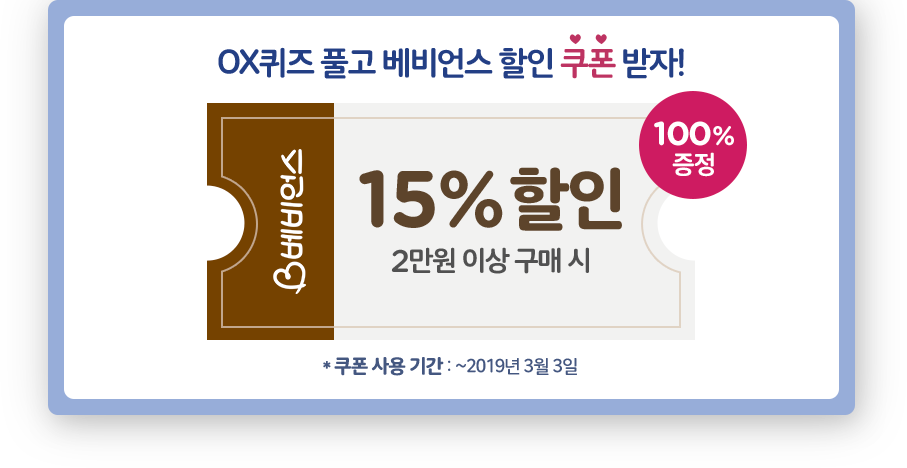 OX퀴즈 풀고 베비언스 할인 쿠폰 받자!
100%
증정
베비언스
15% 할인
2만원 이상 구매 시
* 쿠폰 사용 기간 : ~2019년 3월 3일